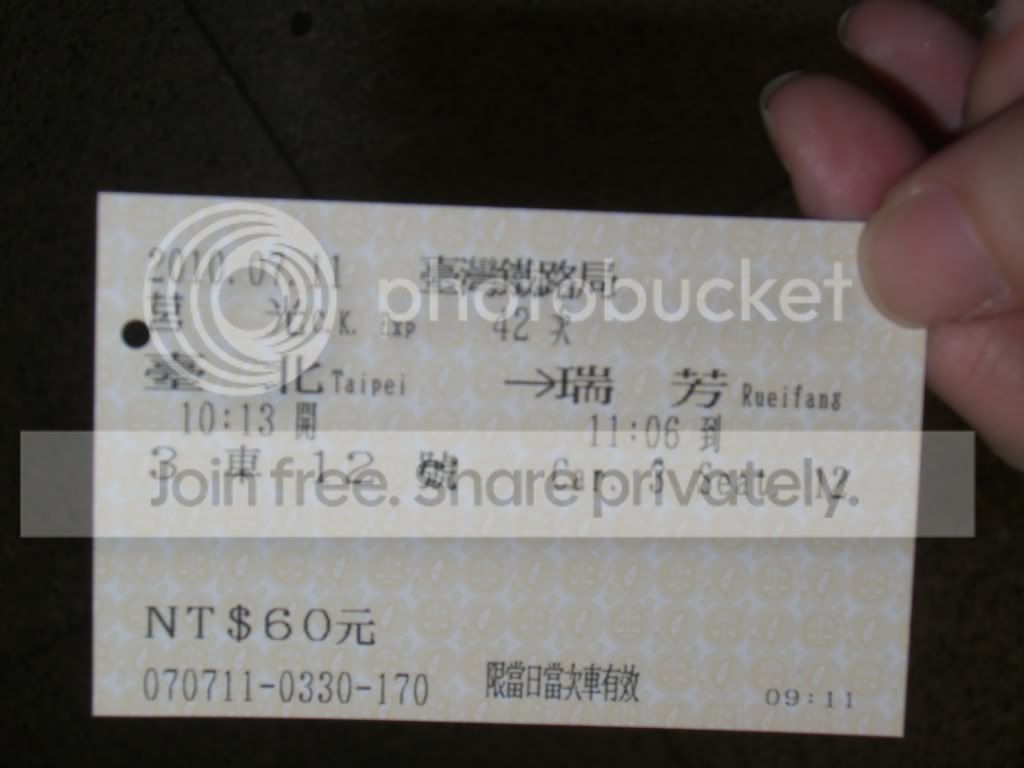 2010.07.11 臺灣鐵路局
photobucket
莒 光 C.K. Exp 42 次
臺 北 Taipei →瑞 芳 Rueifang
10:13 開 11:06 到
3 車 12 號 Car. 3 Seat. 12
Join free. Share privately.
NT$60元
070711-0330-170 限當日當次車有效 09:11